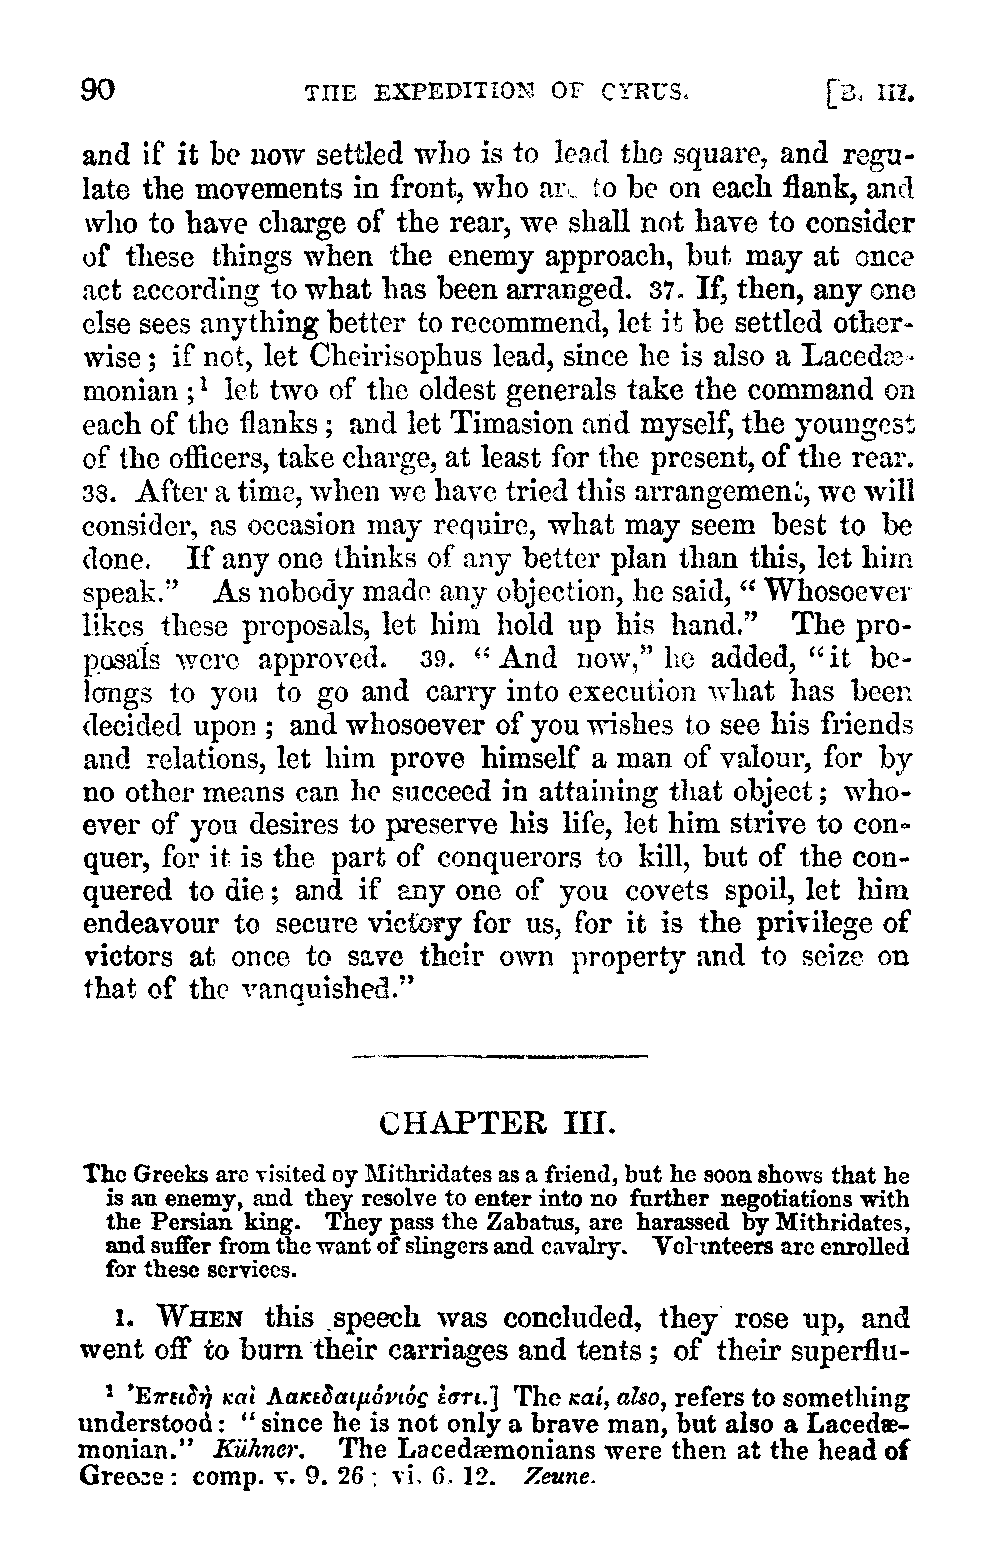 90 THE EXPEDITION OF CYRUS. [B. III.
and if it be now settled who is to lead the square, and regu-
late the movements in front, who are to be on each flank, and
who to have charge of the rear, we shall not have to consider
of these things when the enemy approach, but may at once
act according to what has been arranged. 37. If, then, any one
else sees anything better to recommend, let it be settled other-
wise; if not, let Cheirisophus lead, since he is also a Lacedæ-
monian;¹ let two of the oldest generals take the command on
each of the flanks; and let Timasion and myself, the youngest
of the officers, take charge, at least for the present, of the rear.
38. After a time, when we have tried this arrangement, we will
consider, as occasion may require, what may seem best to be
done. If any one thinks of any better plan than this, let him
speak.” As nobody made any objection, he said, “Whosoever
likes these proposals, let him hold up his hand.” The pro-
posals were approved. 39. “And now,” he added, “it be-
longs to you to go and carry into execution what has been
decided upon; and whosoever of you wishes to see his friends
and relations, let him prove himself a man of valour, for by
no other means can he succeed in attaining that object; who-
ever of you desires to preserve his life, let him strive to con-
quer, for it is the part of conquerors to kill, but of the con-
quered to die; and if any one of you covets spoil, let him
endeavour to secure victory for us, for it is the privilege of
victors at once to save their own property and to seize on
that of the vanquished.”
CHAPTER III.
The Greeks are visited by Mithridates as a friend, but he soon shows that he
is an enemy, and they resolve to enter into no further negotiations with
the Persian king. They pass the Zabatus, are harassed by Mithridates,
and suffer from the want of slingers and cavalry. Volunteers are enrolled
for these services.
1. WHEN this speech was concluded, they rose up, and
went off to burn their carriages and tents; of their superflu-
¹ Ἐπειδὴ καὶ Λακεδαιμόνιός ἐστι.] The καί, also, refers to something
understood: “since he is not only a brave man, but also a Lacedæ-
monian.” Kühner. The Lacedæmonians were then at the head of
Greece: comp. v. 9. 26; vi. 6. 12. Zeune.